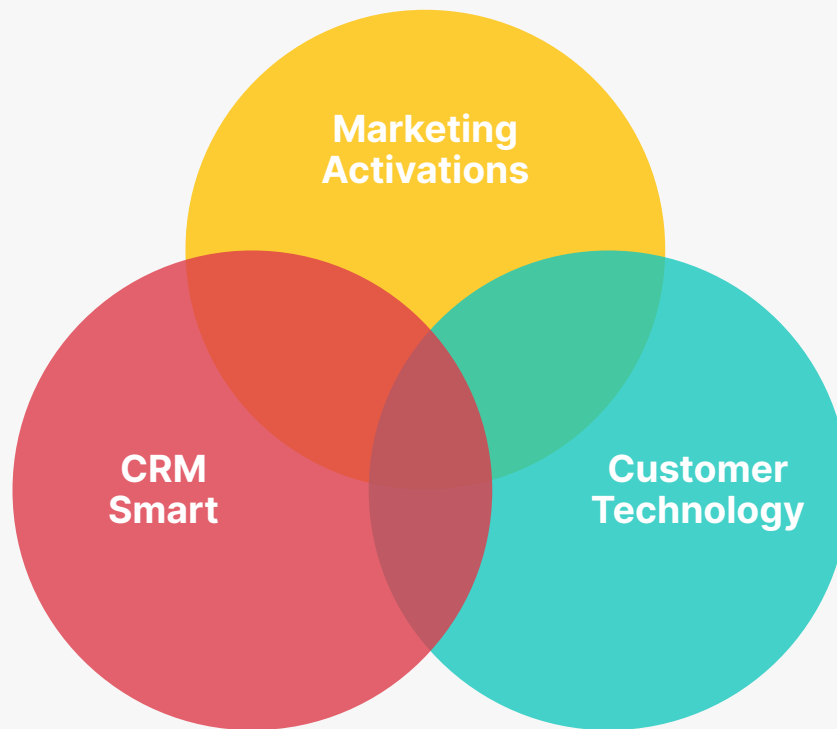 Marketing
Activations
CRM
Smart
Customer
Technology